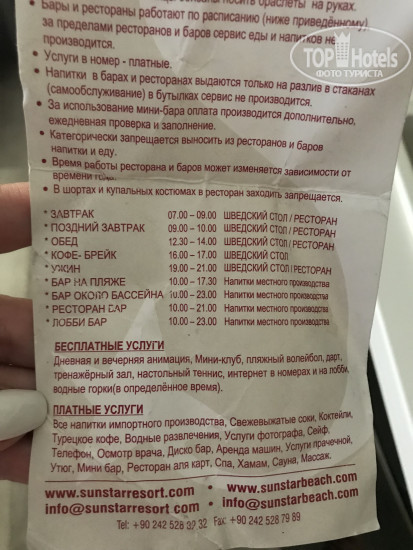 носить браслеты на руках.
• Бары и рестораны работают по расписанию (ниже приведённому)
за пределами ресторанов и баров сервис еды и напитков не
производится.
• Услуги в номер - платные.
• Напитки в барах и ресторанах выдаются только на разлив в стаканах
(самообслуживание) в бутылках сервис не производится.
• За использование мини-бара оплата производится дополнительно,
ежедневная проверка и заполнение.
• Категорически запрещается выносить из ресторанов и баров
напитки и еду.
• Время работы ресторана и баров может изменяется зависимости от
времени
• В шортах и купальных костюмах в ресторан заходить запрещается.
* ЗАВТРАК 07.00 – 09.00 ШВЕДСКИЙ СТОЛ / РЕСТОРАН
* ПОЗДНИЙ ЗАВТРАК 09.00 – 10.00 ШВЕДСКИЙ СТОЛ / РЕСТОРАН
* ОБЕД 12.30 – 14.00 ШВЕДСКИЙ СТОЛ / РЕСТОРАН
* КОФЕ- БРЕЙК 16.00 – 17.00 ШВЕДСКИЙ СТОЛ
* УЖИН 19.00 – 21.00 ШВЕДСКИЙ СТОЛ / РЕСТОРАН
* БАР НА ПЛЯЖЕ 10.00 – 17.30 Напитки местного производства
* БАР ОКОЛО БАССЕЙНА 10.00 – 23.00 Напитки местного производства
* РЕСТОРАН БАР 10.00 – 21.00 Напитки местного производства
* ЛОББИ БАР 10.00 – 23.00 Напитки местного производства
БЕСПЛАТНЫЕ УСЛУГИ
Дневная и вечерняя анимация, Мини-клуб, пляжный волейбол, дарт,
тренажёрный зал, настольный теннис, интернет в номерах и на лобби,
водные горки(в определённое время).
ПЛАТНЫЕ УСЛУГИ
Все напитки импортного производства, Свежевыжатые соки, Коктейли,
Турецкое кофе, Водные развлечения, Услуги фотографа, Сейф,
Телефон, Осмотр врача, Диско бар, Аренда машин, Услуги прачечной,
Утюг, Мини бар, Ресторан аля карт, Спа, Хамам, Сауна, Массаж.
• www.sunstarresort.com • www.sunstarbeach.com
• info@sunstarresort.com • info@sunstarbeach.com
Tel: +90 242 528 32 32 Fax: +90 242 528 79 89
TOP Hotels
ФОТО ТУРИСТА